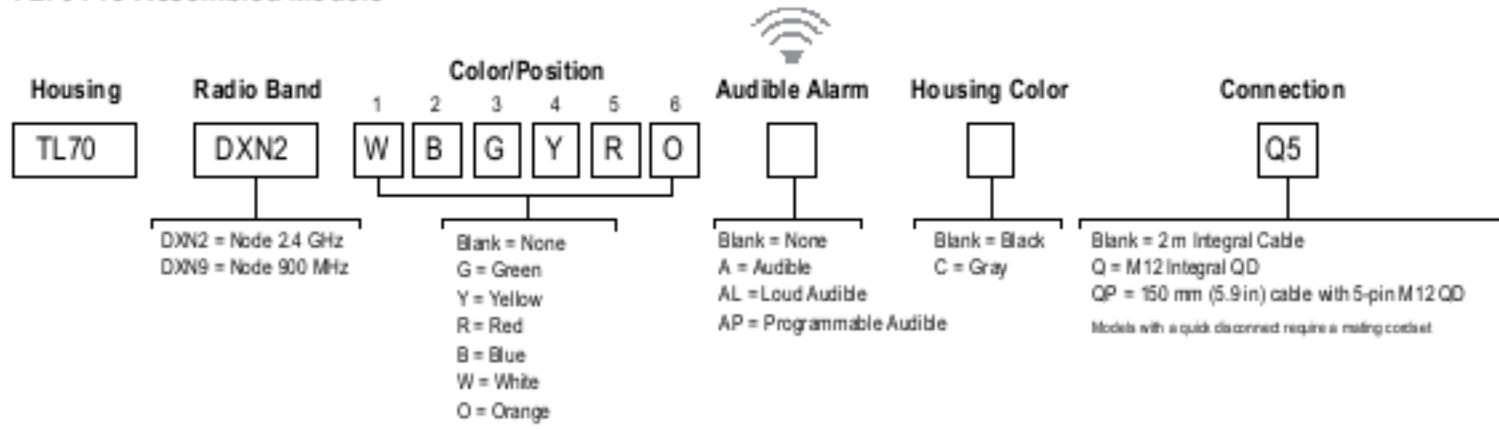 Housing
Radio Band
Color/Position
Audible Alarm
Housing Color
Connection
1 2 3 4 5 6
TL70
DXN2
W B G Y R O
Q5
DXN2 = Node 2.4 GHz
DXN9 = Node 900 MHz
Blank = None
G = Green
Y = Yellow
R = Red
B = Blue
W = White
O = Orange
Blank = None
A = Audible
AL = Loud Audible
AP = Programmable Audible
Blank = Black
C = Gray
Blank = 2 m Integral Cable
Q = M12 Integral QD
QP = 150 mm (5.9 in) cable with 5-pin M12 QD
Models with a quick disconnect require a mating cordset